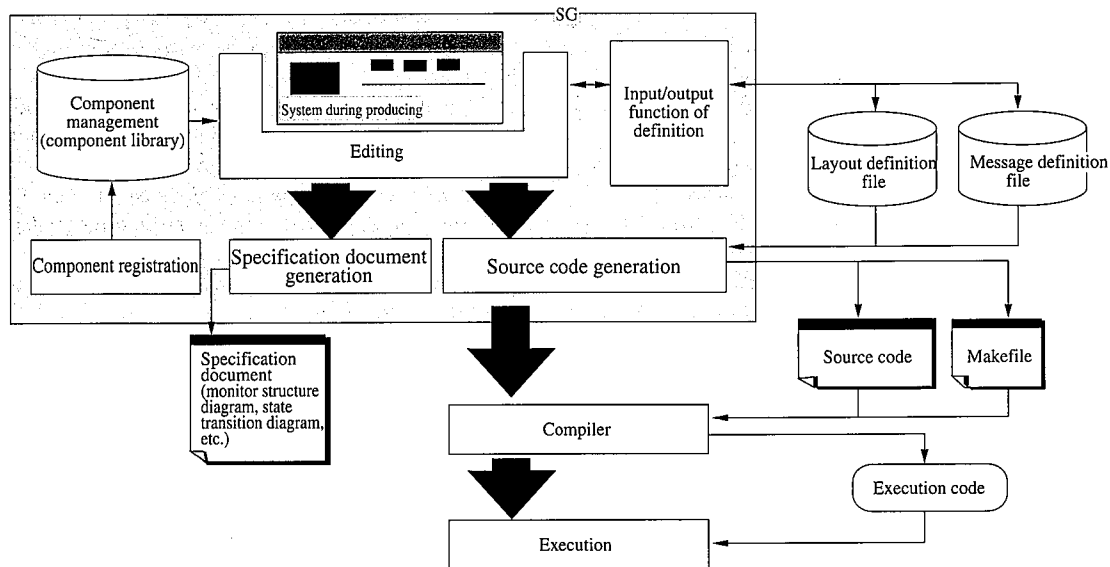 SG
Component
management
(component library)
System during producing
Editing
Input/output
function of
definition
Layout definition
file
Message definition
file
Component registration
Specification document
generation
Source code generation
Specification
document
(monitor structure
diagram, state
transition diagram,
etc.)
Source code
Makefile
Compiler
Execution code
Execution